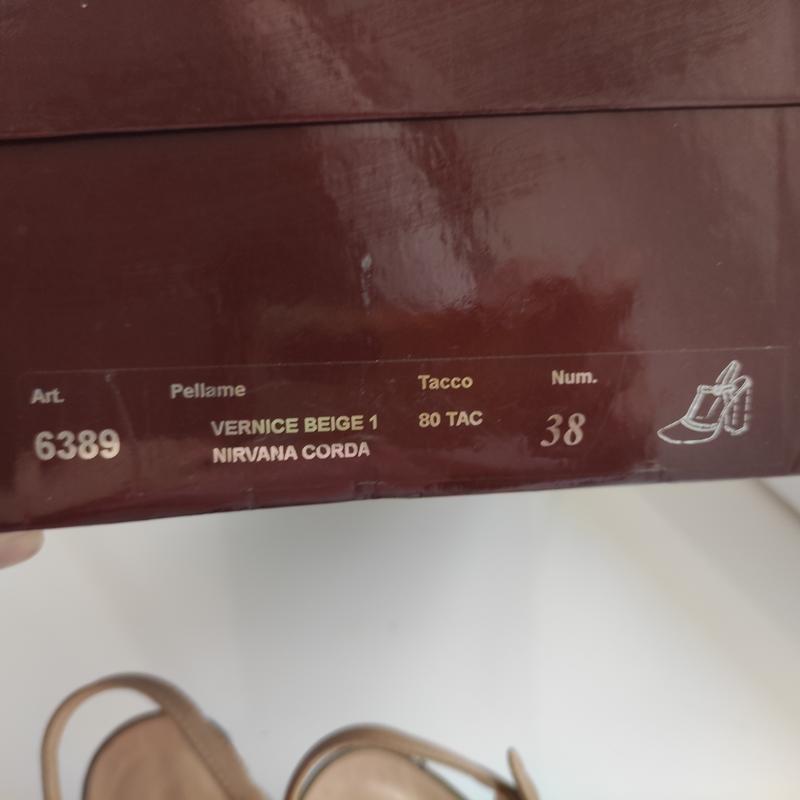 Art. Pellame Tacco Num.
6389 VERNICE BEIGE 1 80 TAC 38
NIRVANA CORDA